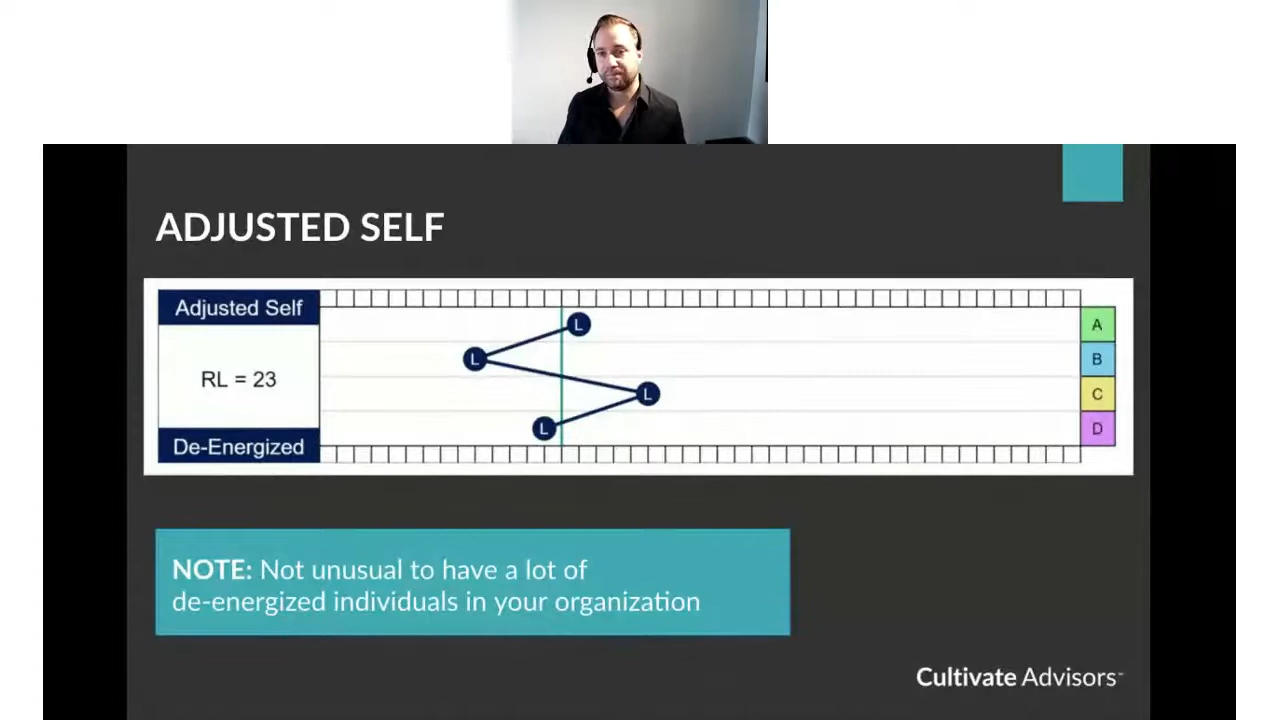 ADJUSTED SELF
Adjusted Self
L
A
L
B
RL = 23
L
C
L
D
De-Energized
NOTE: Not unusual to have a lot of
de-energized individuals in your organization
Cultivate Advisors